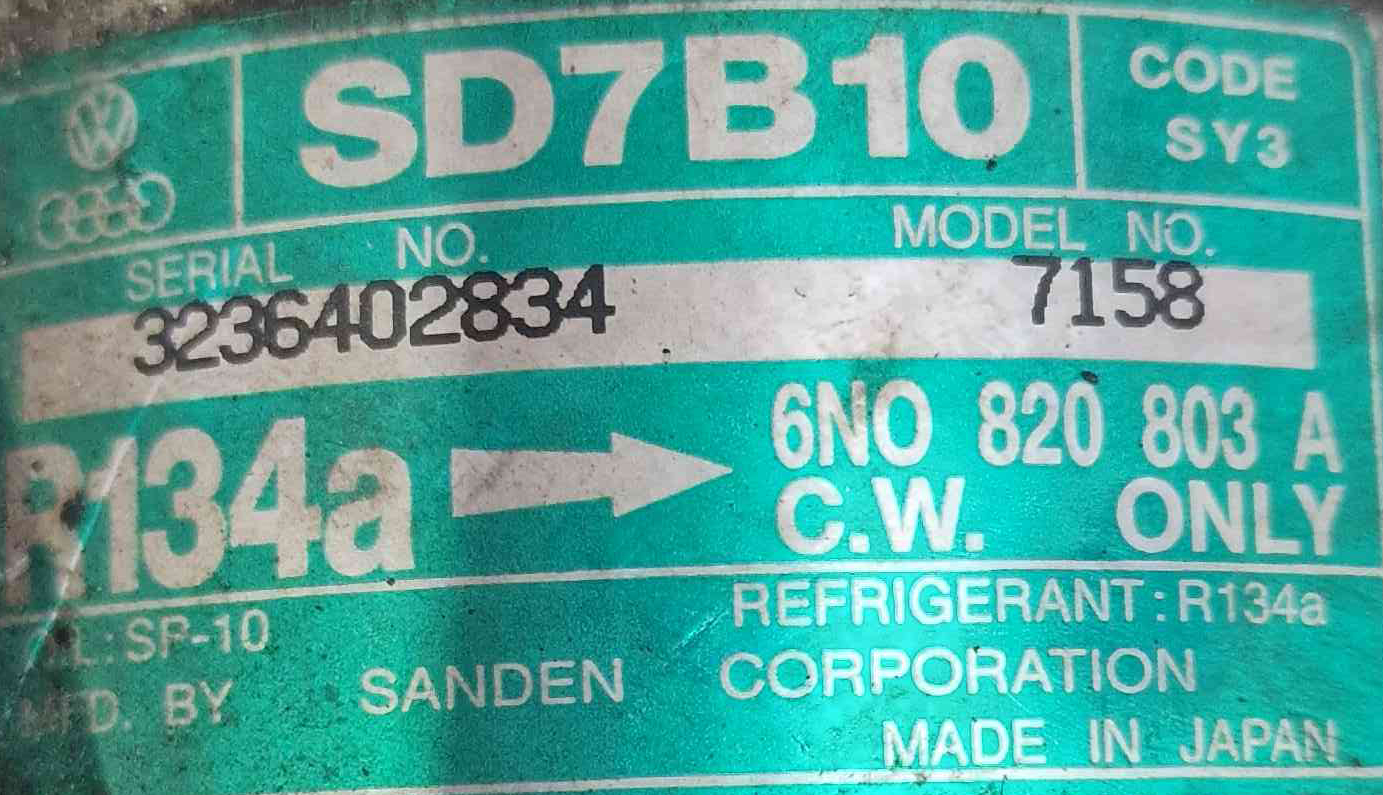 SD7B10
CODE
SY3
SERIAL NO.
MODEL NO.
3236402834
7158
R134a
6NO 820 803 A
C.W. ONLY
SP-10
REFRIGERANT: R134a
MFD. BY SANDEN CORPORATION
MADE IN JAPAN